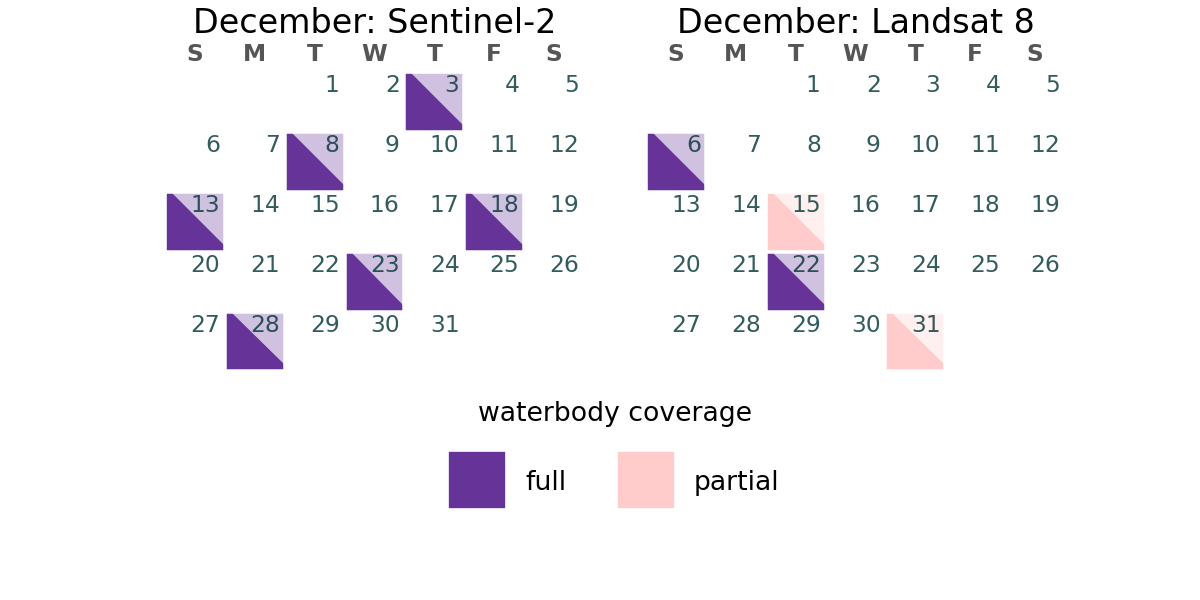 December: Sentinel-2
S M T W T F S
1 2 3 4 5
6 7 8 9 10 11 12
13 14 15 16 17 18 19
20 21 22 23 24 25 26
27 28 29 30 31
December: Landsat 8
S M T W T F S
1 2 3 4 5
6 7 8 9 10 11 12
13 14 15 16 17 18 19
20 21 22 23 24 25 26
27 28 29 30 31
waterbody coverage
full
partial